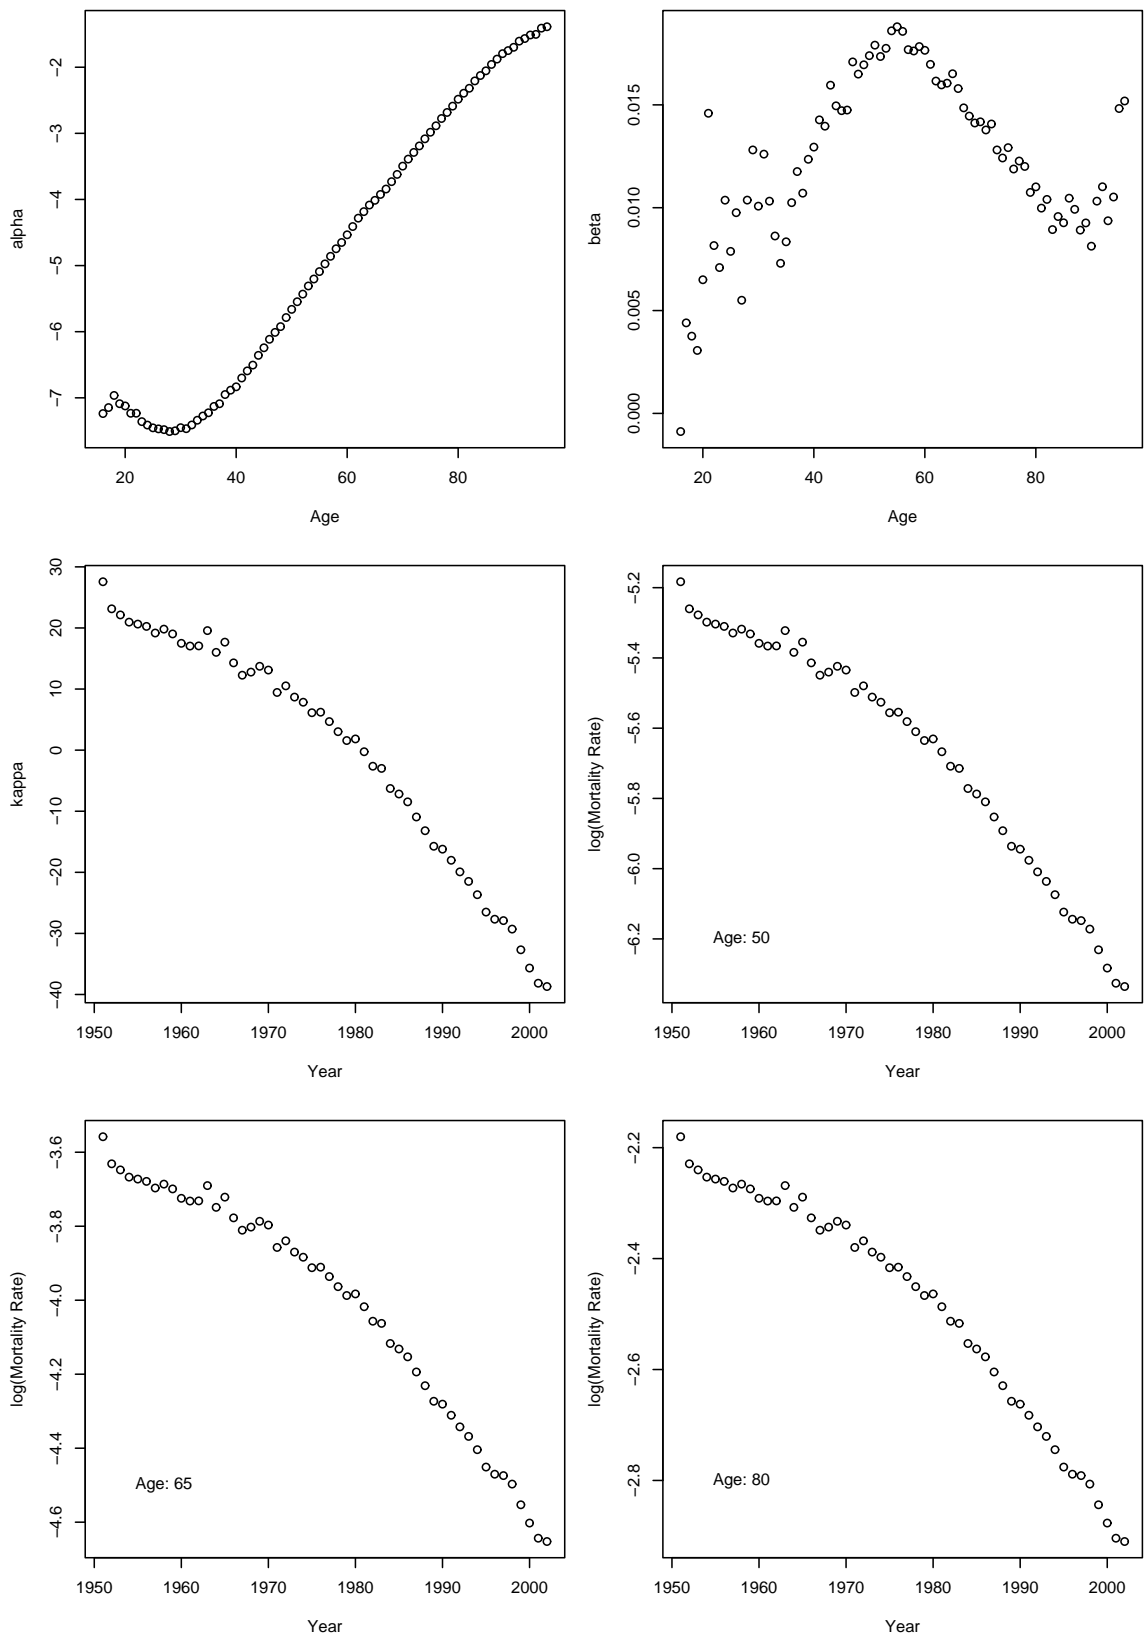 alpha
−2
−3
−4
−5
−6
−7
20 40 60 80
Age
beta
0.015
0.010
0.005
0.000
20 40 60 80
Age
kappa
30
20
10
0
−10
−20
−30
−40
1950 1960 1970 1980 1990 2000
Year
log(Mortality Rate)
−5.2
−5.4
−5.6
−5.8
−6.0
−6.2
Age: 50
1950 1960 1970 1980 1990 2000
Year
log(Mortality Rate)
−3.6
−3.8
−4.0
−4.2
−4.4
−4.6
Age: 65
1950 1960 1970 1980 1990 2000
Year
log(Mortality Rate)
−2.2
−2.4
−2.6
−2.8
Age: 80
1950 1960 1970 1980 1990 2000
Year